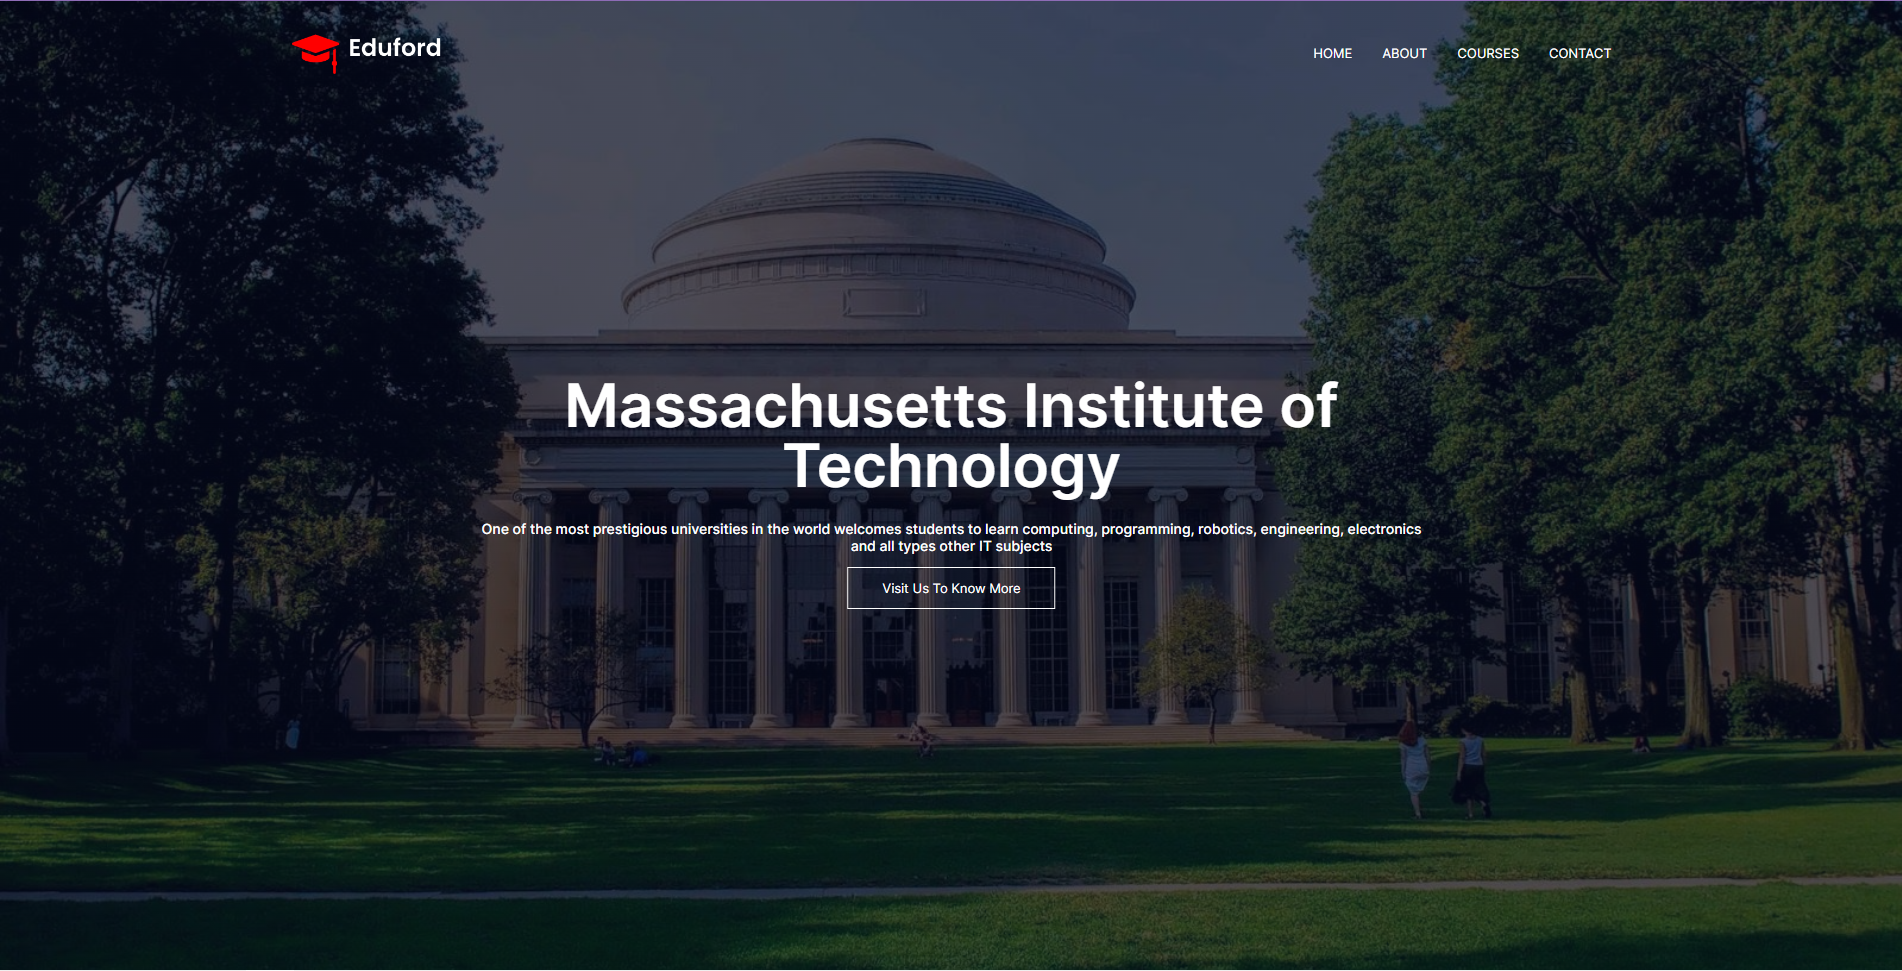 Eduford
HOME ABOUT COURSES CONTACT
Massachusetts Institute of
Technology
One of the most prestigious universities in the world welcomes students to learn computing, programming, robotics, engineering, electronics
and all types other IT subjects
Visit Us To Know More